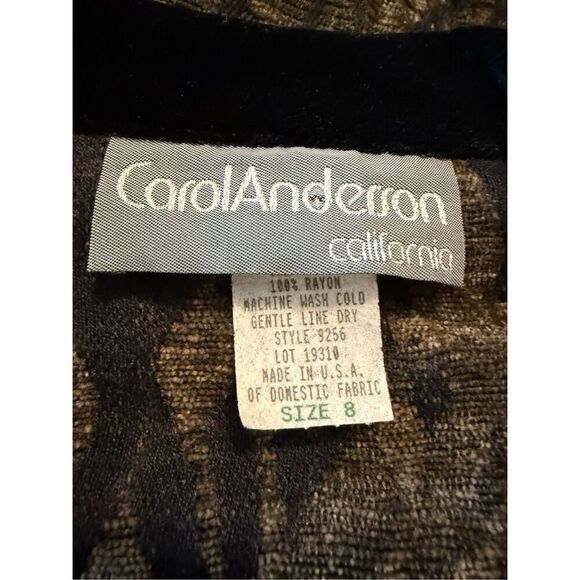 CarolAnderson
california
100% RAYON
MACHINE WASH COLD
GENTLE LINE DRY
STYLE 9256
LOT 19310
MADE IN U.S.A.
OF DOMESTIC FABRIC
SIZE 8